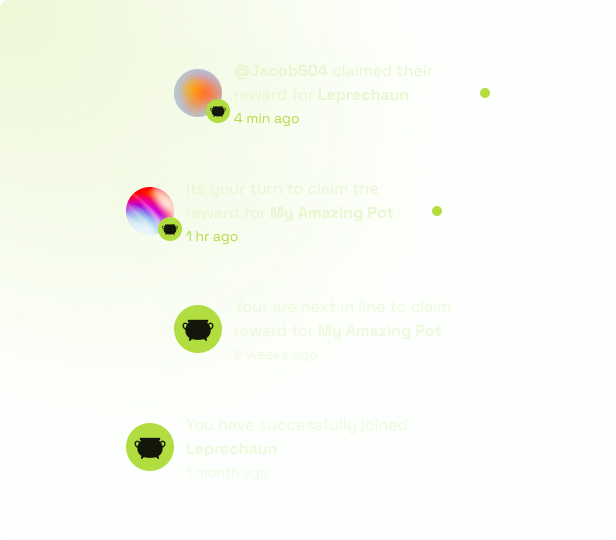 @Jacob504 claimed their
reward for Leprechaun
4 min ago
Its your turn to claim the
reward for My Amazing Pot
1 hr ago
Your are next in line to claim
reward for My Amazing Pot
2 weeks ago
You have successfully joined
Leprechaun
1 month ago